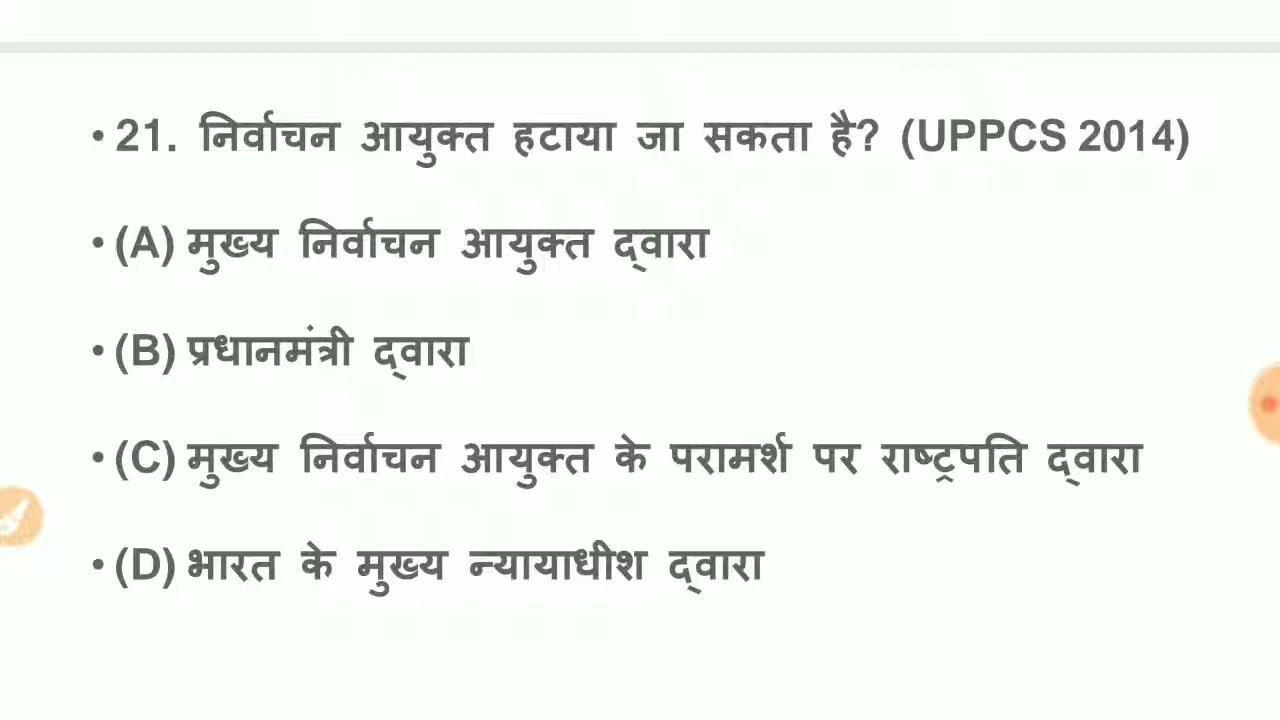 • 21. निर्वाचन आयुक्त हटाया जा सकता है? (UPPCS 2014)
• (A) मुख्य निर्वाचन आयुक्त द्वारा
• (B) प्रधानमंत्री द्वारा
• (C) मुख्य निर्वाचन आयुक्त के परामर्श पर राष्ट्रपति द्वारा
• (D) भारत के मुख्य न्यायाधीश द्वारा